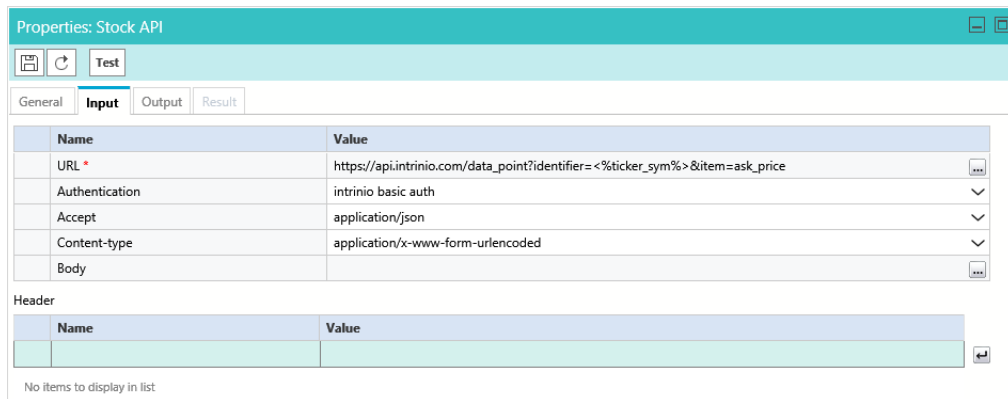 Properties: Stock API
Test
General Input Output Result
Name Value
URL * https://api.intrinio.com/data_point?identifier=<%ticker_sym%>&item=ask_price ...
Authentication intrinio basic auth
Accept application/json
Content-type application/x-www-form-urlencoded
Body ...
Header
Name Value
No items to display in list